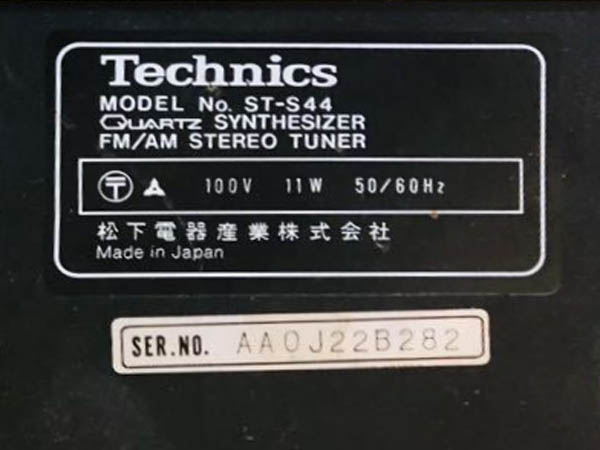 Technics
MODEL No. ST-S44
QUARTZ SYNTHESIZER
FM/AM STEREO TUNER
〒 100V 11W 50/60Hz
松下電器産業株式会社
Made in Japan
SER.NO. AA0J22B282